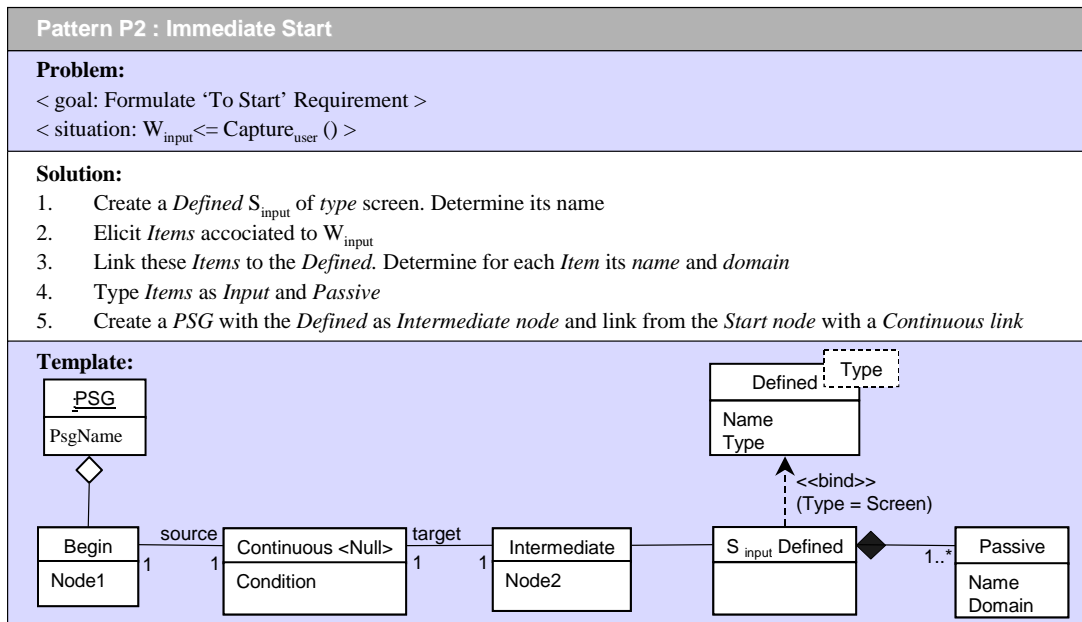 Pattern P2 : Immediate Start
Problem:
< goal: Formulate ‘To Start’ Requirement >
< situation: Winput<= Captureuser () >
Solution:
1. Create a Defined Sinput of type screen. Determine its name
2. Elicit Items accociated to Winput
3. Link these Items to the Defined. Determine for each Item its name and domain
4. Type Items as Input and Passive
5. Create a PSG with the Defined as Intermediate node and link from the Start node with a Continuous link
Template:
:PSG
PsgName
Defined
Type
Name
Type
<<bind>>
(Type = Screen)
Begin
Node1
1
source
1
Continuous <Null>
Condition
target
1
1
Intermediate
Node2
S input Defined
1..*
Passive
Name
Domain